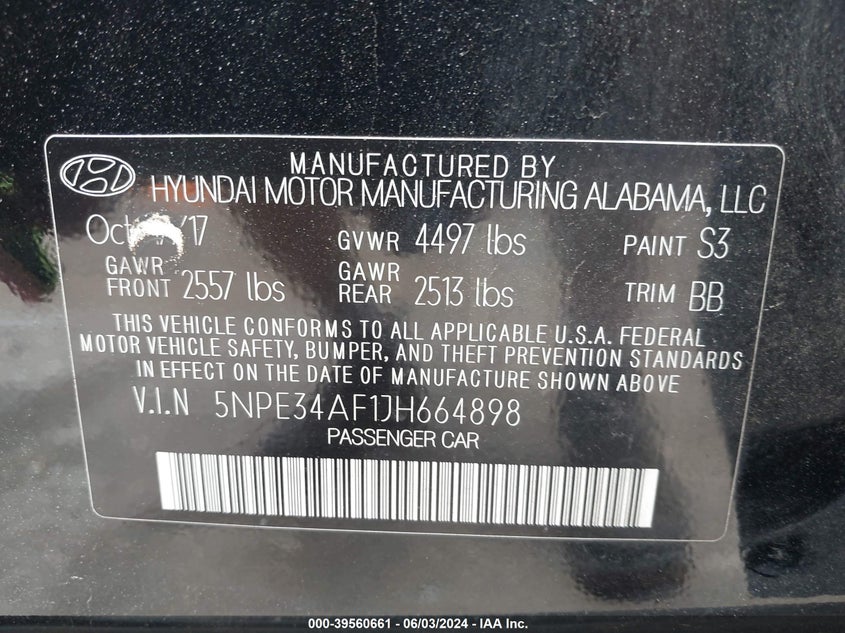 MANUFACTURED BY
HYUNDAI MOTOR MANUFACTURING ALABAMA, LLC
Oct /17 GVWR 4497 lbs PAINT S3
GAWR FRONT 2557 lbs GAWR REAR 2513 lbs TRIM BB
THIS VEHICLE CONFORMS TO ALL APPLICABLE U.S.A. FEDERAL
MOTOR VEHICLE SAFETY, BUMPER, AND THEFT PREVENTION STANDARDS
IN EFFECT ON THE DATE OF MANUFACTURE SHOWN ABOVE
V.I.N 5NPE34AF1JH664898
PASSENGER CAR
000-39560661 - 06/03/2024 - IAA Inc.